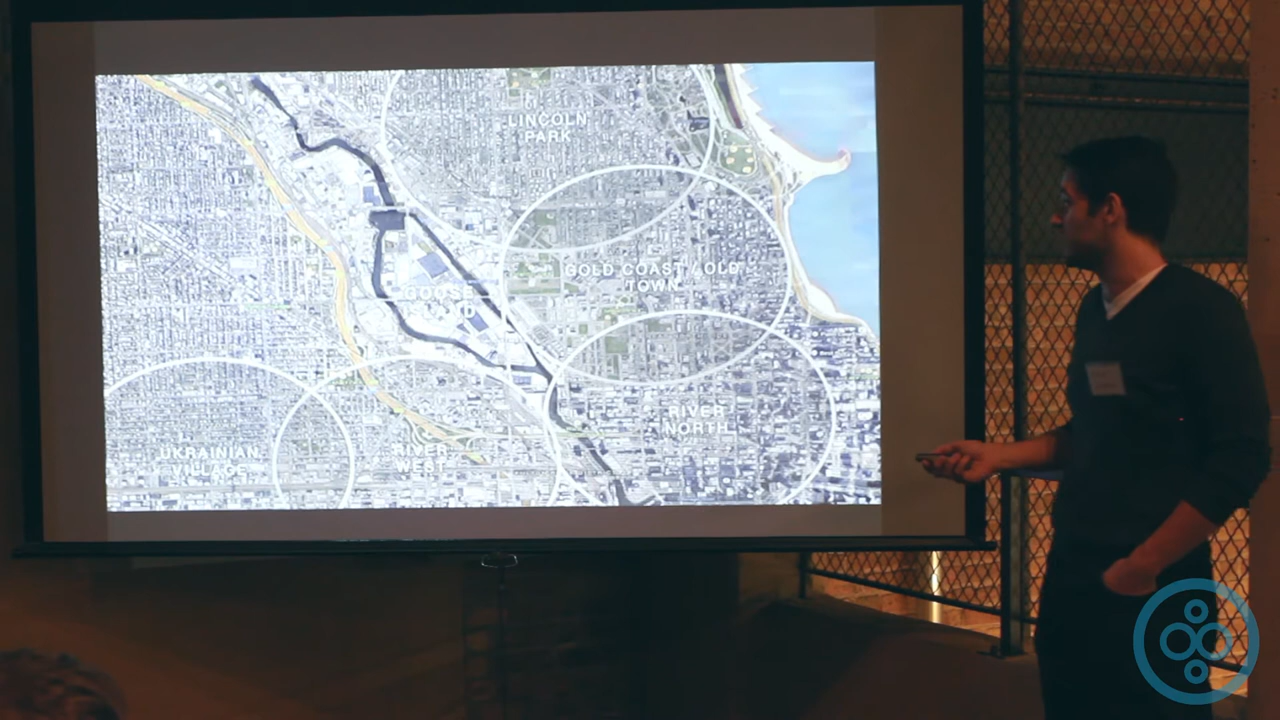 LINCOLN
PARK
GOLD COAST / OLD
TOWN
GOOSE
ISLAND
RIVER
NORTH
UKRAINIAN
VILLAGE
RIVER
WEST